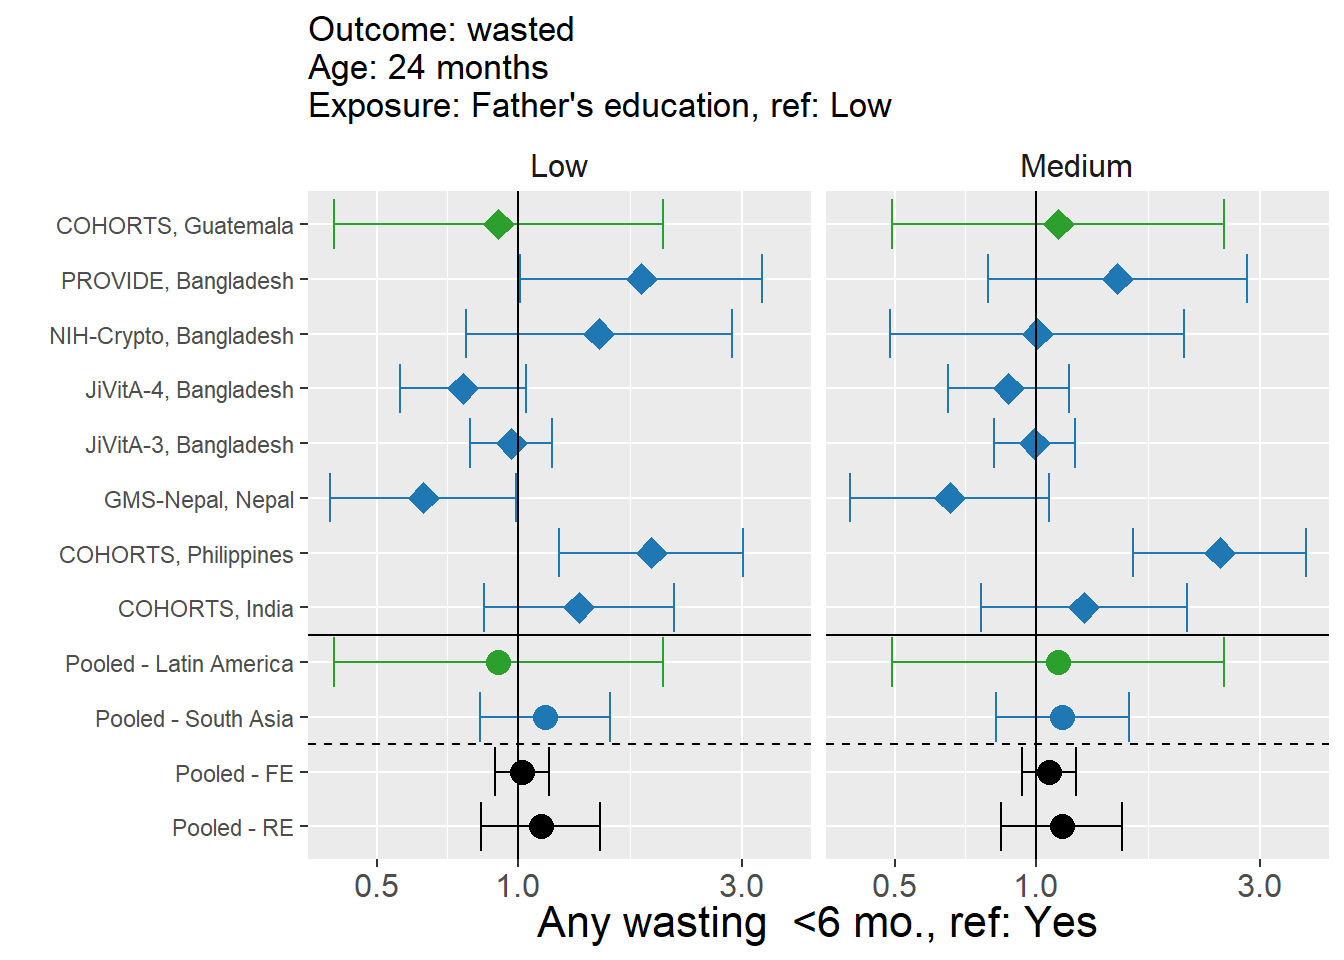 Outcome: wasted
Age: 24 months
Exposure: Father's education, ref: Low
Low
Medium
COHORTS, Guatemala
PROVIDE, Bangladesh
NIH-Crypto, Bangladesh
JiVitA-4, Bangladesh
JiVitA-3, Bangladesh
GMS-Nepal, Nepal
COHORTS, Philippines
COHORTS, India
Pooled - Latin America
Pooled - South Asia
Pooled - FE
Pooled - RE
0.5 1.0 3.0
0.5 1.0 3.0
Any wasting  <6 mo., ref: Yes